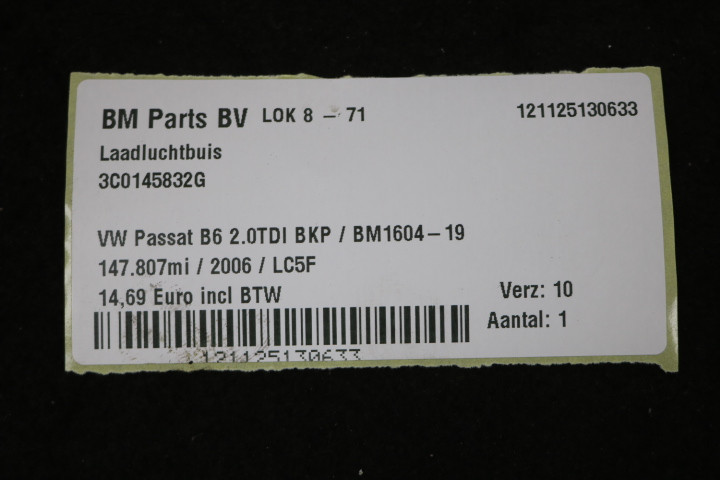 BM Parts BV LOK 8 - 71 121125130633
Laadluchtbuis
3C0145832G
VW Passat B6 2.0TDI BKP / BM1604-19
147.807mi / 2006 / LC5F
14,69 Euro incl BTW Verz: 10
Aantal: 1
121125130633